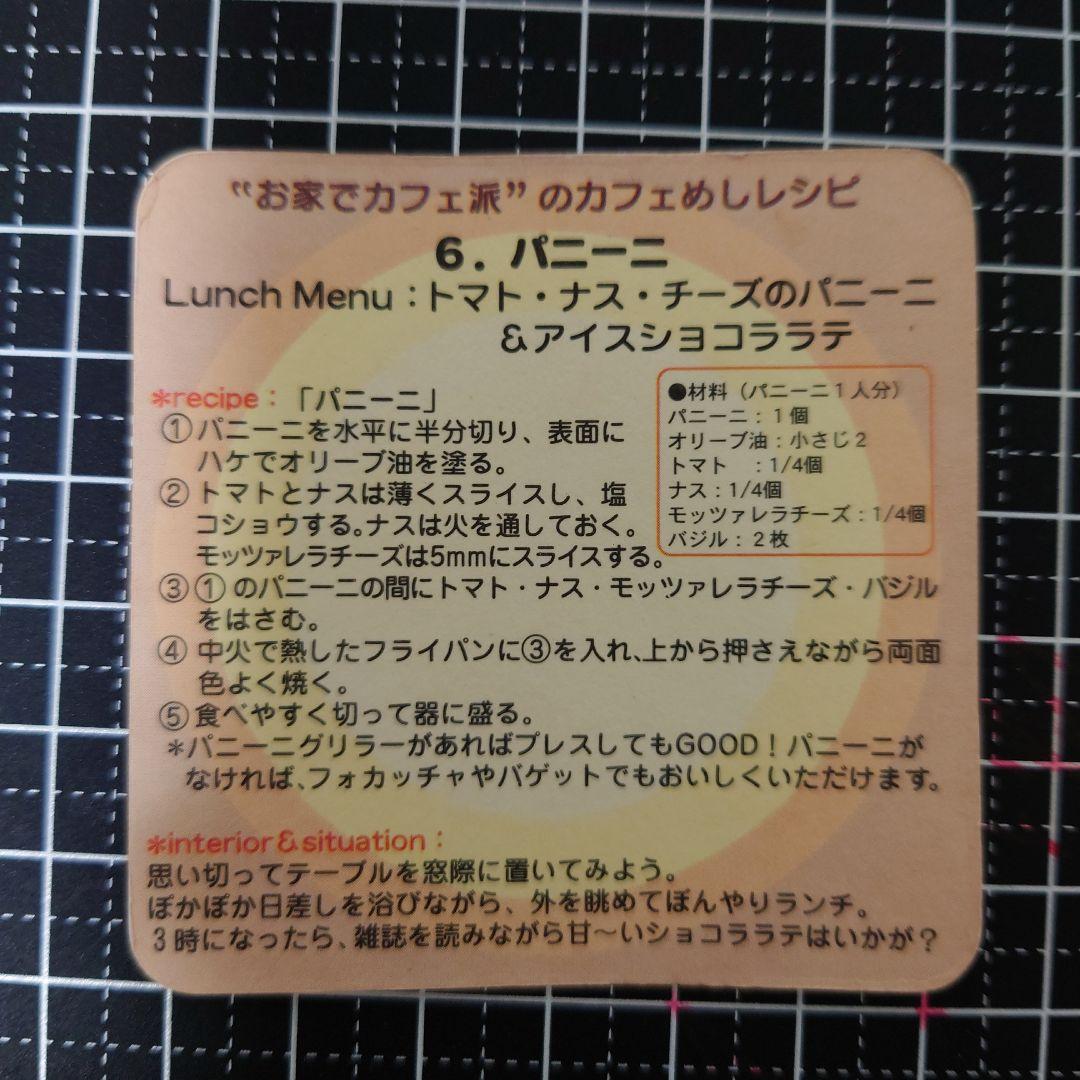 “お家でカフェ派”のカフェめしレシピ
6．パニーニ
Lunch Menu：トマト・ナス・チーズのパニーニ
&アイスショコララテ
*recipe：「パニーニ」
①パニーニを水平に半分切り、表面に
ハケでオリーブ油を塗る。
②トマトとナスは薄くスライスし、塩
コショウする。ナスは火を通しておく。
モッツァレラチーズは5mmにスライスする。
③①のパニーニの間にトマト・ナス・モッツァレラチーズ・バジル
をはさむ。
④中火で熱したフライパンに③を入れ、上から押さえながら両面
色よく焼く。
⑤食べやすく切って器に盛る。
*パニーニグリラーがあればプレスしてもGOOD！パニーニが
なければ、フォカッチャやバゲットでもおいしくいただけます。
●材料（パニーニ1人分）
パニーニ：1個
オリーブ油：小さじ2
トマト　：1/4個
ナス：1/4個
モッツァレラチーズ：1/4個
バジル：2枚
*interior&situation：
思い切ってテーブルを窓際に置いてみよう。
ぽかぽか日差しを浴びながら、外を眺めてぼんやりランチ。
3時になったら、雑誌を読みながら甘〜いショコララテはいかが？